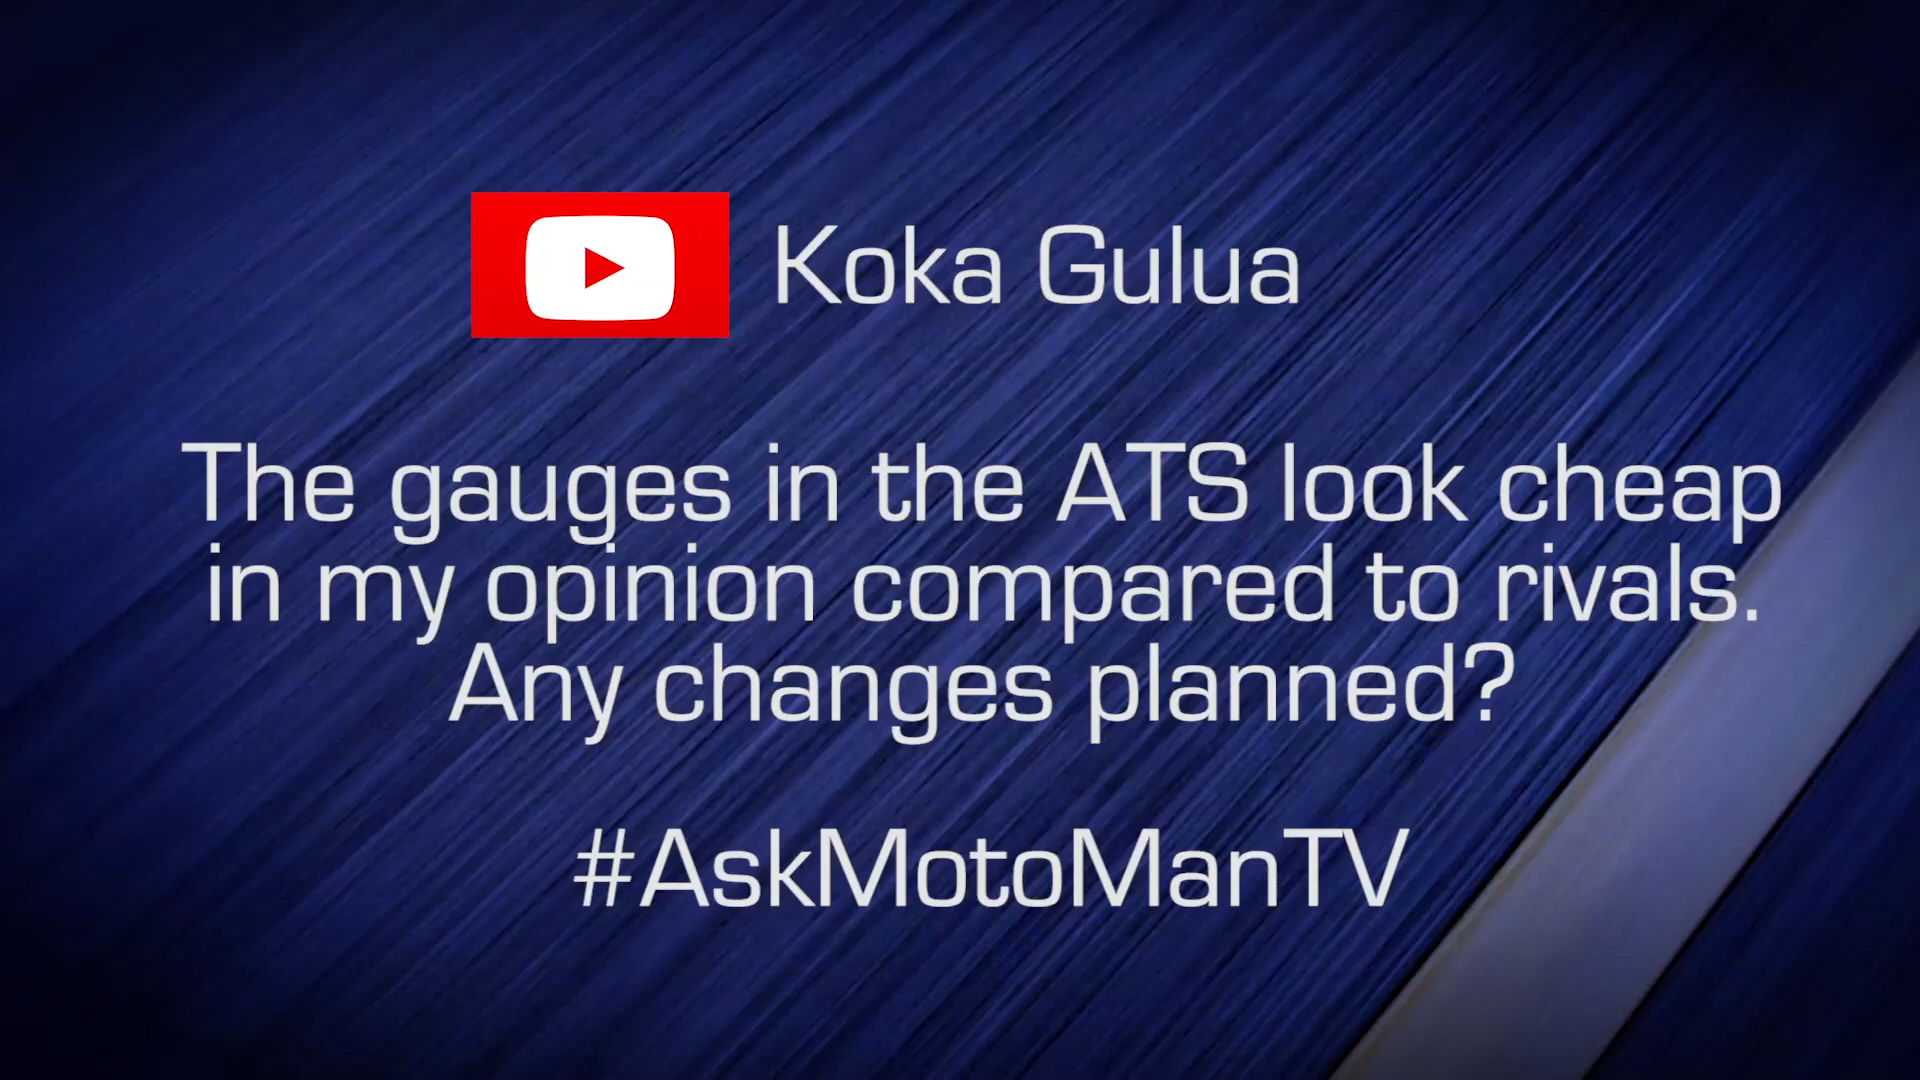 Koka Gulua
The gauges in the ATS look cheap
in my opinion compared to rivals.
Any changes planned?
#AskMotoManTV